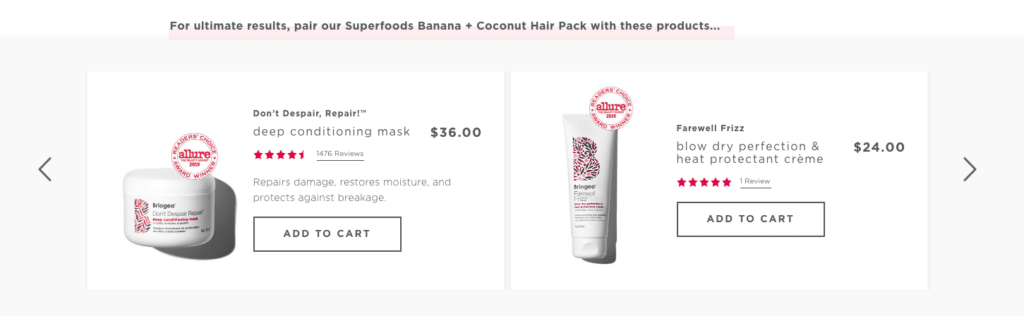 For ultimate results, pair our Superfoods Banana + Coconut Hair Pack with these products...
READERS' CHOICE
allure
2019
AWARD WINNER
Briogeo®
Don't Despair, Repair!
deep conditioning mask
Don't Despair, Repair!™
deep conditioning mask
$36.00
1476 Reviews
Repairs damage, restores moisture, and
protects against breakage.
ADD TO CART
READERS' CHOICE
allure
2019
AWARD WINNER
B
Briogeo®
Farewell
Frizz
Farewell Frizz
blow dry perfection &
heat protectant crème
$24.00
1 Review
ADD TO CART